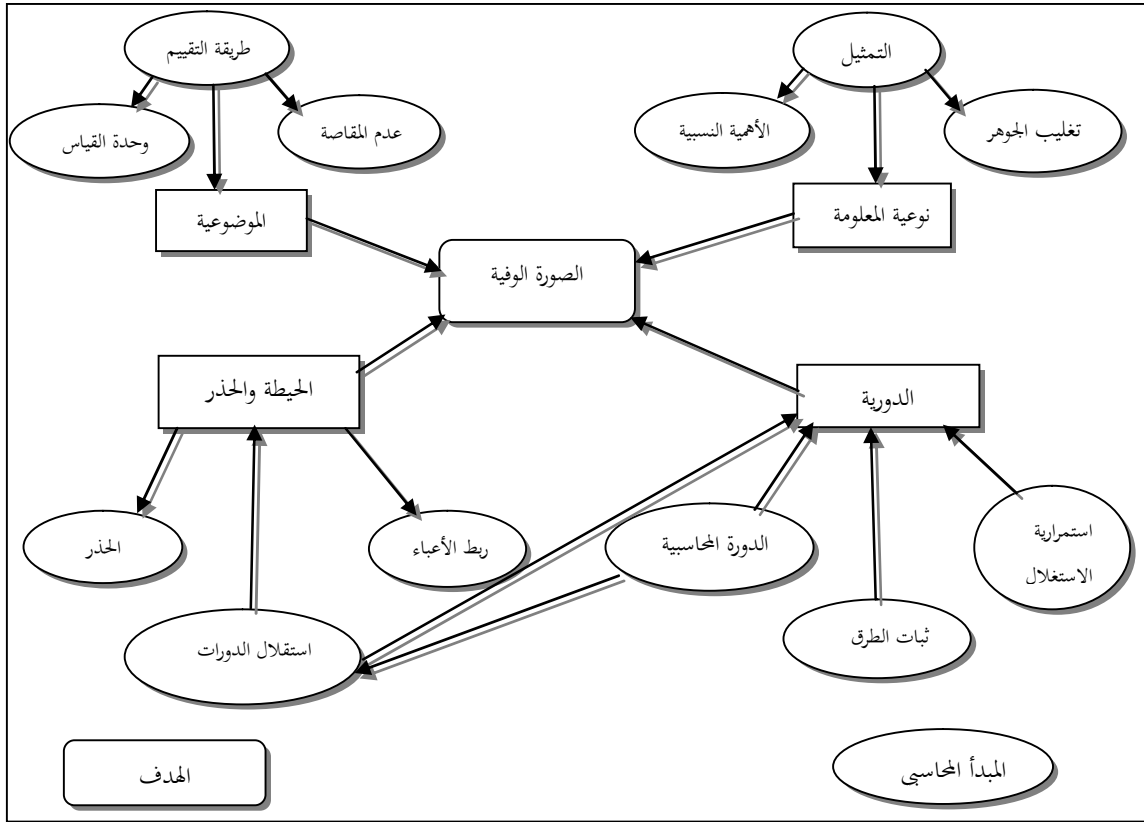 التمثيل
طريقة التقييم
تغليب الجوهر
الأهمية النسبية
عدم المقاصة
وحدة القياس
نوعية المعلومة
الموضوعية
الصورة الوفية
الدورية
الحيطة والحذر
استمرارية
الاستغلال
الدورة المحاسبية
ربط الأعباء
الحذر
ثبات الطرق
استقلال الدورات
المبدأ المحاسبي
الهدف